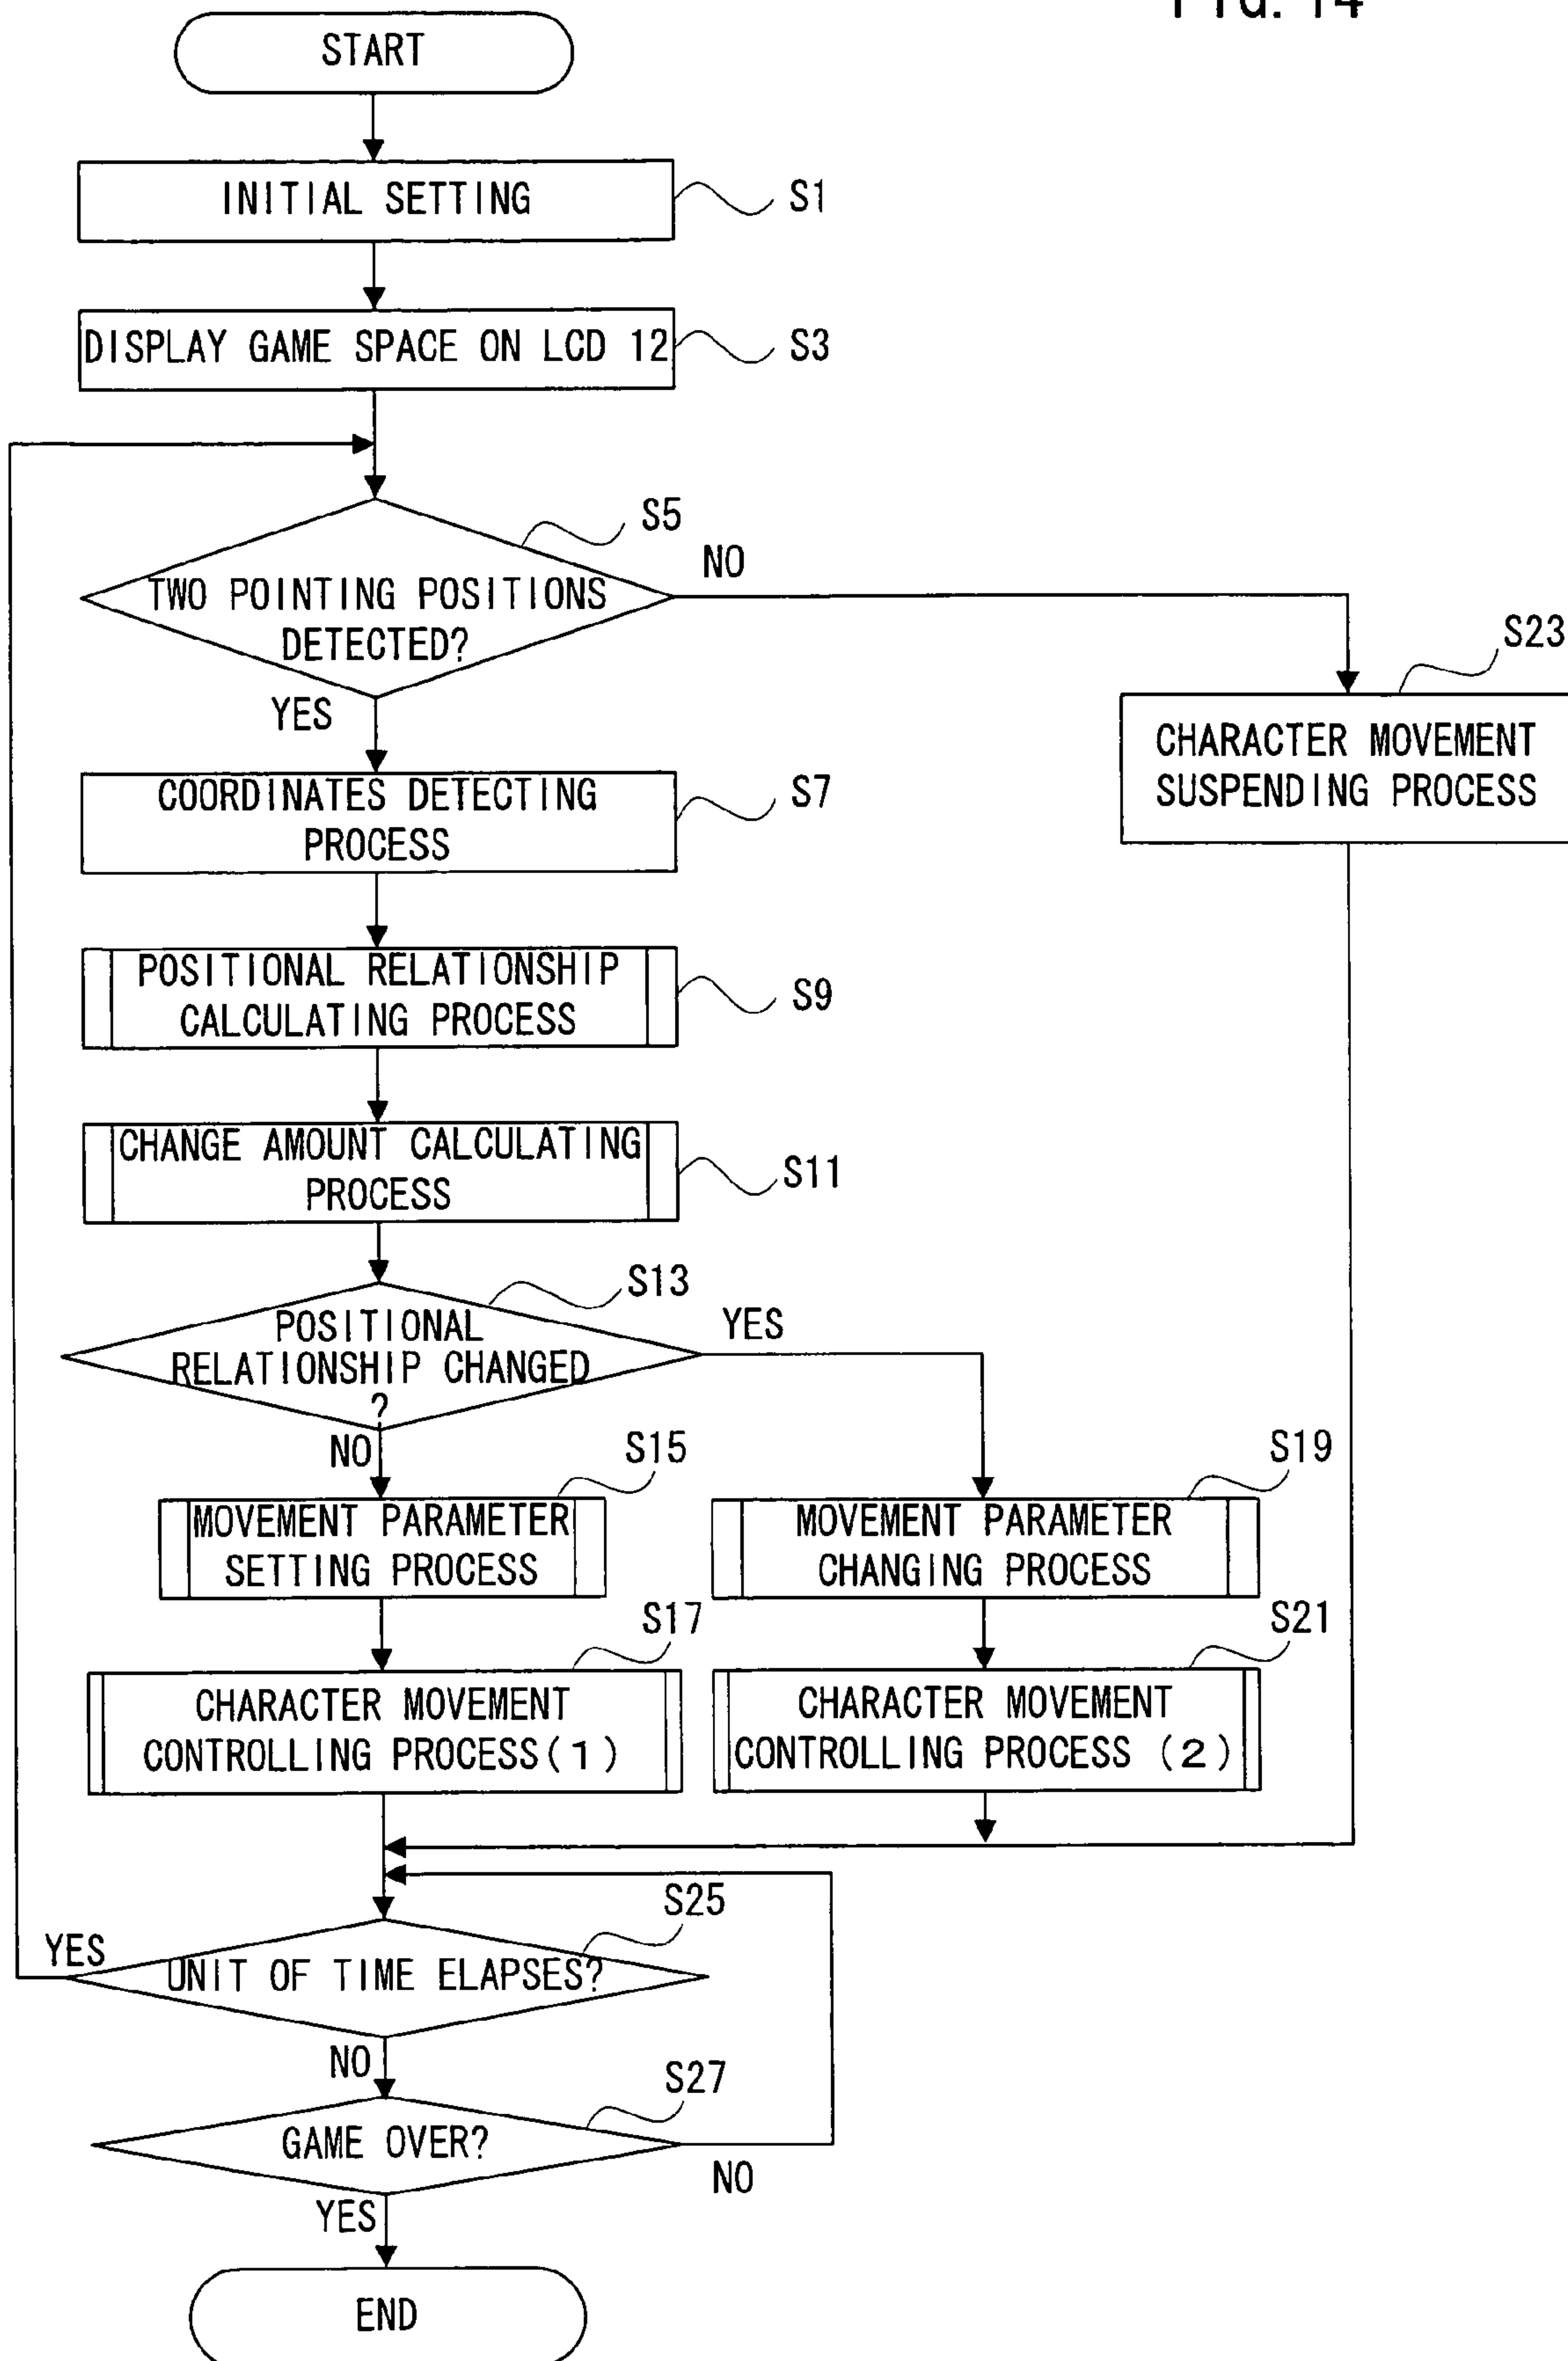 FIG. 14
START
INITIAL SETTING
S1
DISPLAY GAME SPACE ON LCD 12
S3
S5
TWO POINTING POSITIONS
DETECTED?
NO
YES
S23
CHARACTER MOVEMENT
SUSPENDING PROCESS
COORDINATES DETECTING
PROCESS
S7
POSITIONAL RELATIONSHIP
CALCULATING PROCESS
S9
CHANGE AMOUNT CALCULATING
PROCESS
S11
S13
POSITIONAL
RELATIONSHIP CHANGED
?
YES
NO
S15
MOVEMENT PARAMETER
SETTING PROCESS
S19
MOVEMENT PARAMETER
CHANGING PROCESS
S17
CHARACTER MOVEMENT
CONTROLLING PROCESS(1)
S21
CHARACTER MOVEMENT
CONTROLLING PROCESS (2)
S25
YES
UNIT OF TIME ELAPSES?
NO
S27
GAME OVER?
NO
YES
END